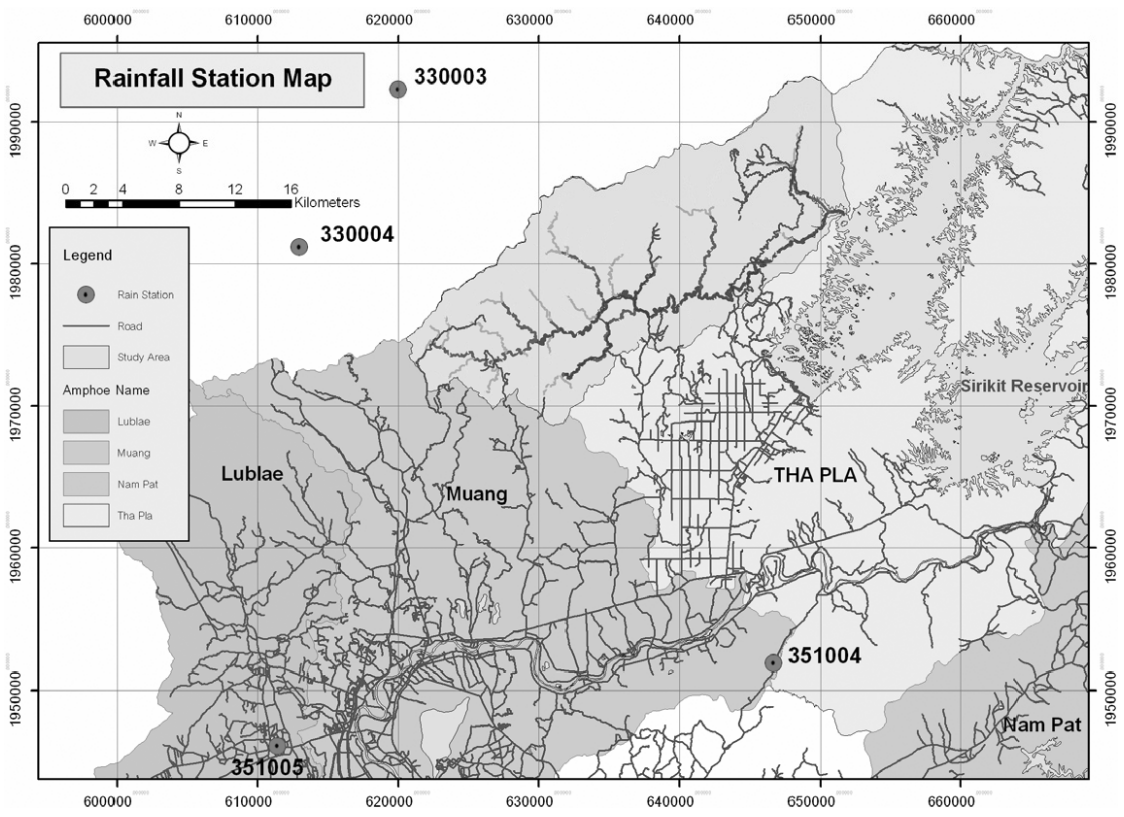 600000 610000 620000 630000 640000 650000 660000
Rainfall Station Map
330003
N
W E
S
0 2 4 8 12 16
Kilometers
330004
Legend
Rain Station
Road
Study Area
Amphoe Name
Lublae
Muang
Nam Pat
Tha Pla
1990000
1980000
1970000
1960000
1950000
1990000
1980000
1970000
1960000
1950000
Sirikit Reservoir
Lublae
Muang
THA PLA
351004
Nam Pat
351005
600000 610000 620000 630000 640000 650000 660000